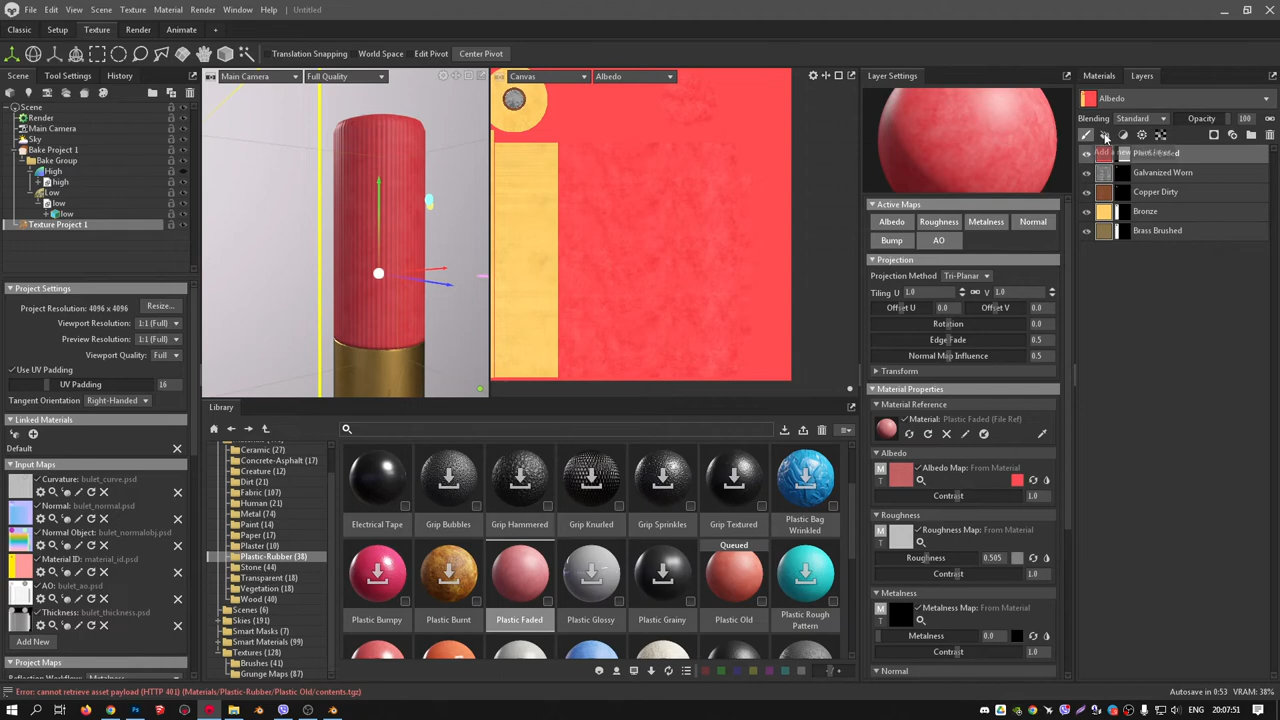 File Edit View Scene Texture Material Render Window Help Untitled
Classic Setup Texture Render Animate +
Translation Snapping World Space Edit Pivot Center Pivot
Scene Tool Settings History
Main Camera Full Quality
Canvas Albedo
Layer Settings
Materials Layers
Scene
Render
Main Camera
Sky
Bake Project 1
Bake Group
High
high
Low
low
low
Texture Project 1
Albedo
Blending Standard Opacity 100
Galvanized Worn
Copper Dirty
Bronze
Brass Brushed
Active Maps
Albedo Roughness Metalness Normal
Bump AO
Projection
Projection Method Tri-Planar
Tiling U 1.0 V 1.0
Offset U 0.0 Offset V 0.0
Rotation 0.0
Edge Fade 0.5
Normal Map Influence 0.5
Transform
Material Properties
Material Reference
Material: Plastic Faded (File Ref)
Albedo
M
T
Albedo Map: From Material
Contrast 1.0
Roughness
M
T
Roughness Map: From Material
Roughness 0.505
Contrast 1.0
Metalness
M
T
Metalness Map: From Material
Metalness 0.0
Contrast 1.0
Normal
Project Settings
Project Resolution: 4096 x 4096 Resize...
Viewport Resolution: 1:1 (Full)
Preview Resolution: 1:1 (Full)
Viewport Quality: Full
Use UV Padding
UV Padding 16
Tangent Orientation Right-Handed
Linked Materials
Default
Input Maps
Curvature: bulet_curve.psd
Normal: bulet_normal.psd
Normal Object: bulet_normalobj.psd
Material ID: material_id.psd
AO: bulet_ao.psd
Thickness: bulet_thickness.psd
Add New
Project Maps
Library
Ceramic (27)
Concrete-Asphalt (17)
Creature (12)
Dirt (21)
Fabric (107)
Human (21)
Metal (74)
Paint (14)
Paper (17)
Plaster (10)
Plastic-Rubber (38)
Stone (44)
Transparent (18)
Vegetation (18)
Wood (40)
Scenes (6)
Skies (191)
Smart Masks (7)
Smart Materials (99)
Textures (128)
Brushes (41)
Grunge Maps (87)
Electrical Tape Grip Bubbles Grip Hammered Grip Knurled Grip Sprinkles Grip Textured Plastic Bag Wrinkled
Queued
Plastic Bumpy Plastic Burnt Plastic Faded Plastic Glossy Plastic Grainy Plastic Old Plastic Rough Pattern
Error: cannot retrieve asset payload (HTTP 401) (Materials/Plastic-Rubber/Plastic Old/contents.tgz)
Autosave in 0:53 VRAM: 38%
20:07:51